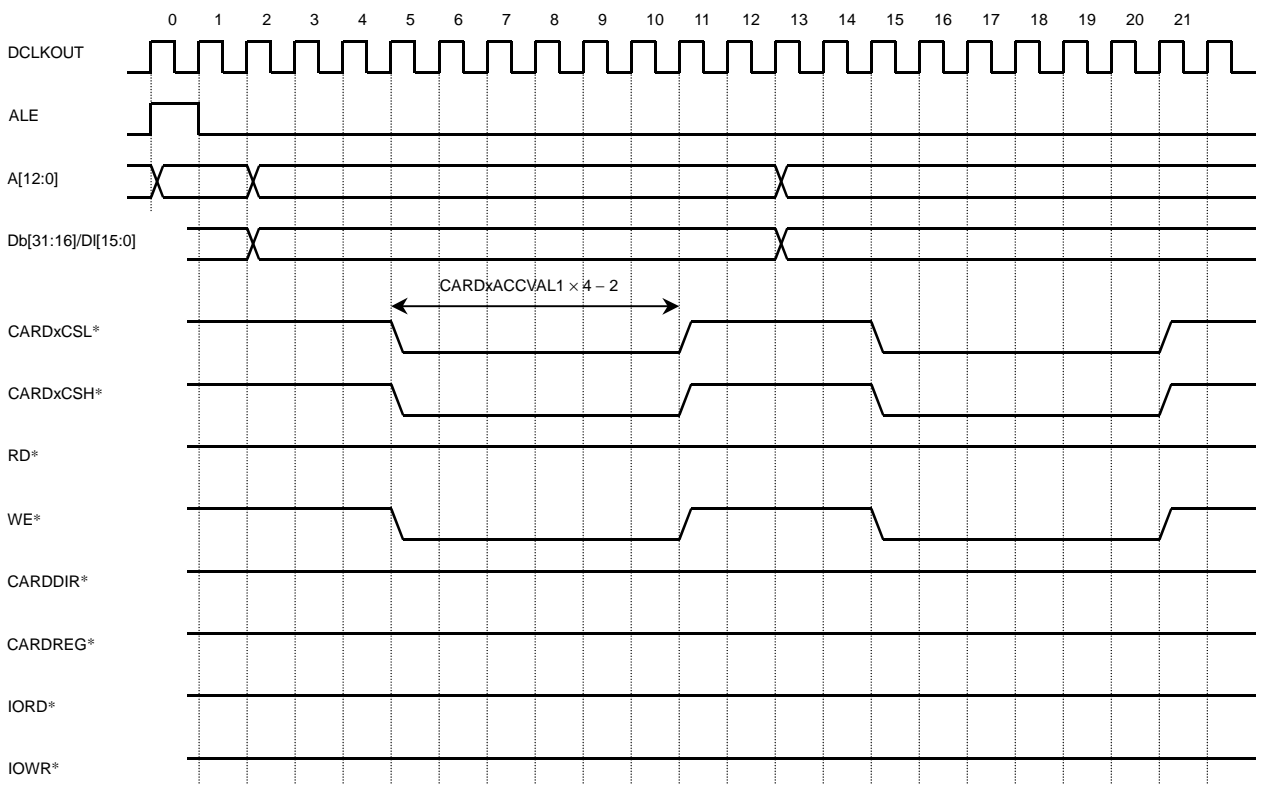 0 1 2 3 4 5 6 7 8 9 10 11 12 13 14 15 16 17 18 19 20 21
DCLKOUT
ALE
A[12:0]
Db[31:16]/Dl[15:0]
CARDxACCVAL1 × 4 − 2
CARDxCSL*
CARDxCSH*
RD*
WE*
CARDDIR*
CARDREG*
IORD*
IOWR*